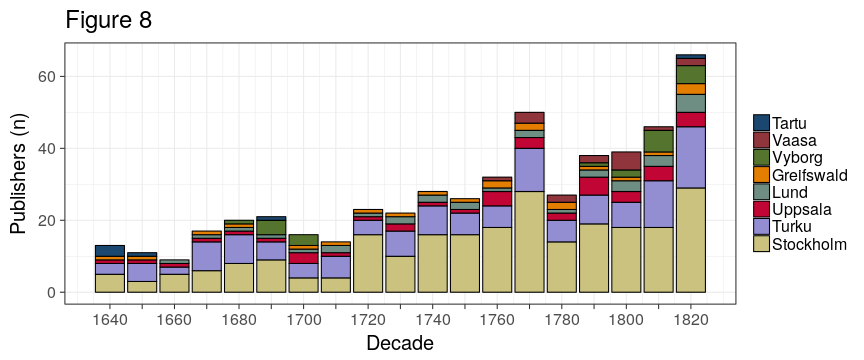 Figure 8
Publishers (n)
60
40
20
0
1640 1660 1680 1700 1720 1740 1760 1780 1800 1820
Decade
Tartu
Vaasa
Vyborg
Greifswald
Lund
Uppsala
Turku
Stockholm